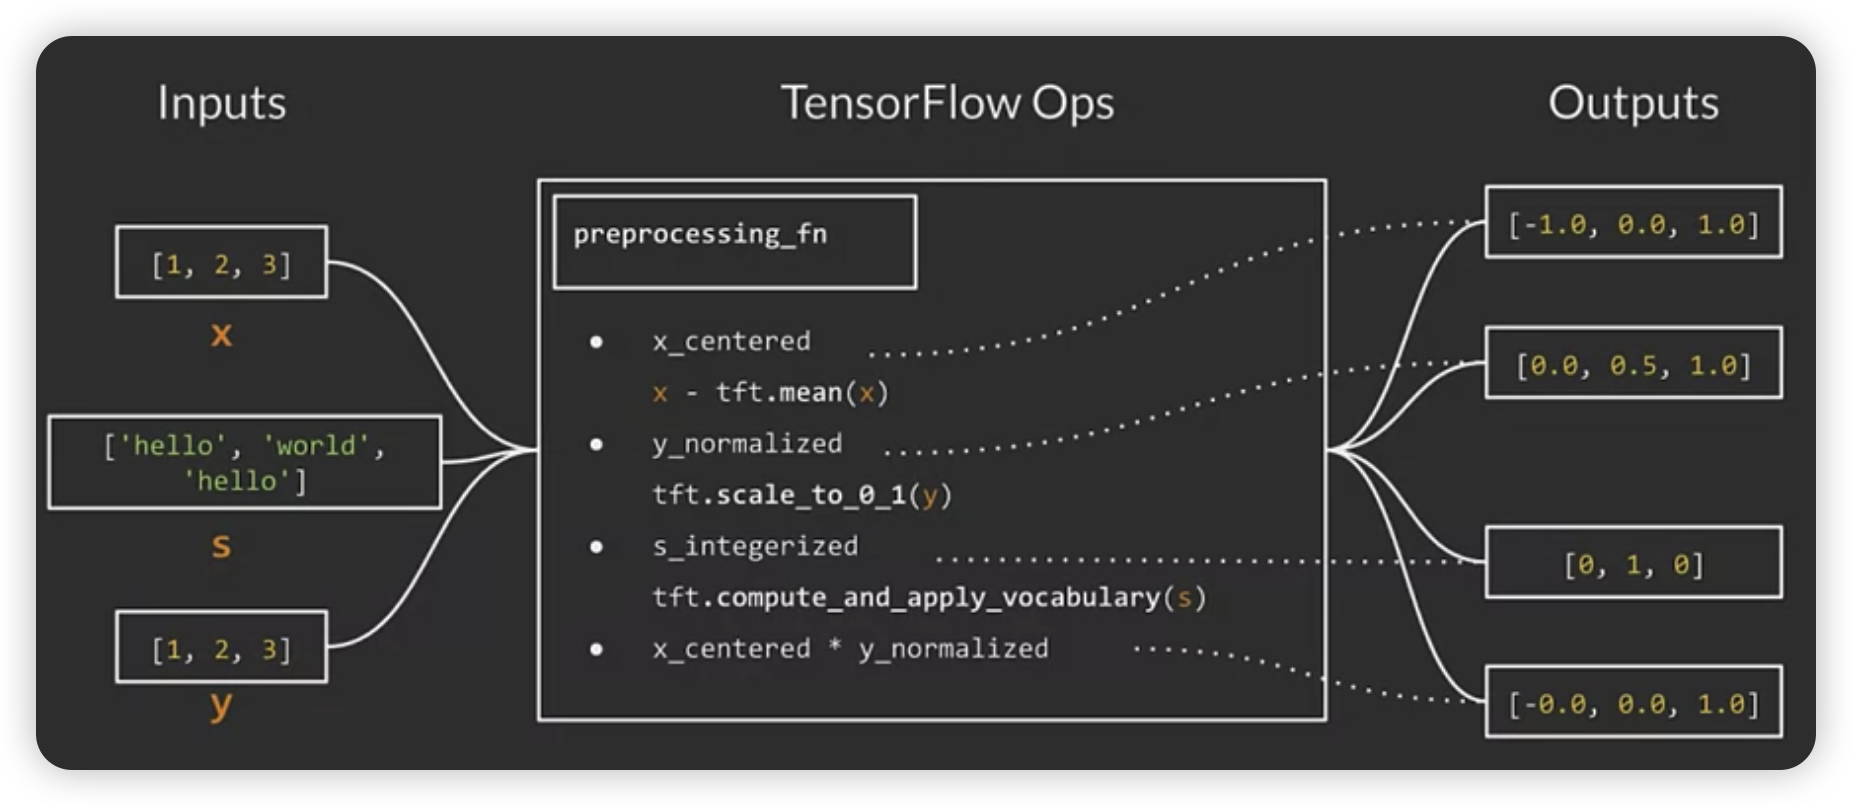 Inputs
TensorFlow Ops
Outputs
[1, 2, 3]
x
['hello', 'world',
'hello']
s
[1, 2, 3]
y
preprocessing_fn
• x_centered
x - tft.mean(x)
• y_normalized
tft.scale_to_0_1(y)
• s_integerized
tft.compute_and_apply_vocabulary(s)
• x_centered * y_normalized
[-1.0, 0.0, 1.0]
[0.0, 0.5, 1.0]
[0, 1, 0]
[-0.0, 0.0, 1.0]